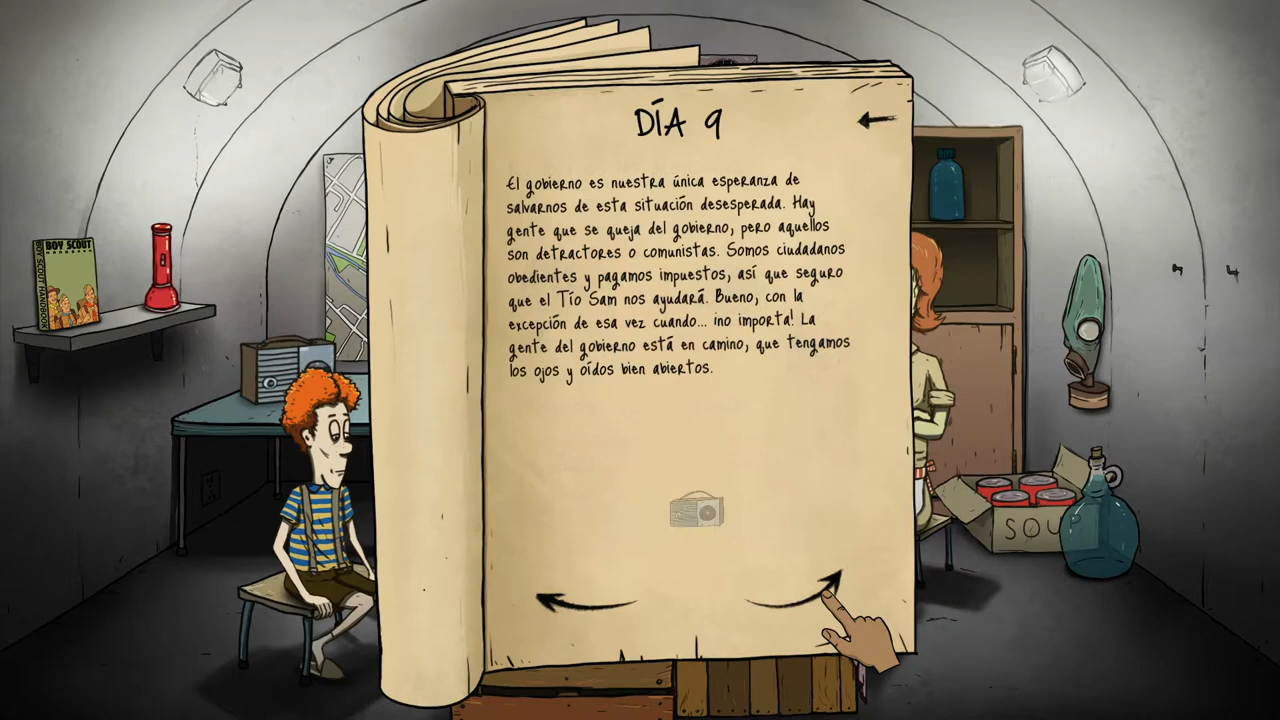 DÍA 9
El gobierno es nuestra única esperanza de
salvarnos de esta situación desesperada. Hay
gente que se queja del gobierno, pero aquellos
son detractores o comunistas. Somos ciudadanos
obedientes y pagamos impuestos, así que seguro
que el Tío Sam nos ayudará. Bueno, con la
excepción de esa vez cuando... ¡no importa! La
gente del gobierno está en camino, que tengamos
los ojos y oídos bien abiertos.
BOY SCOUT
BOY SCOUT HANDBOOK
SOUP